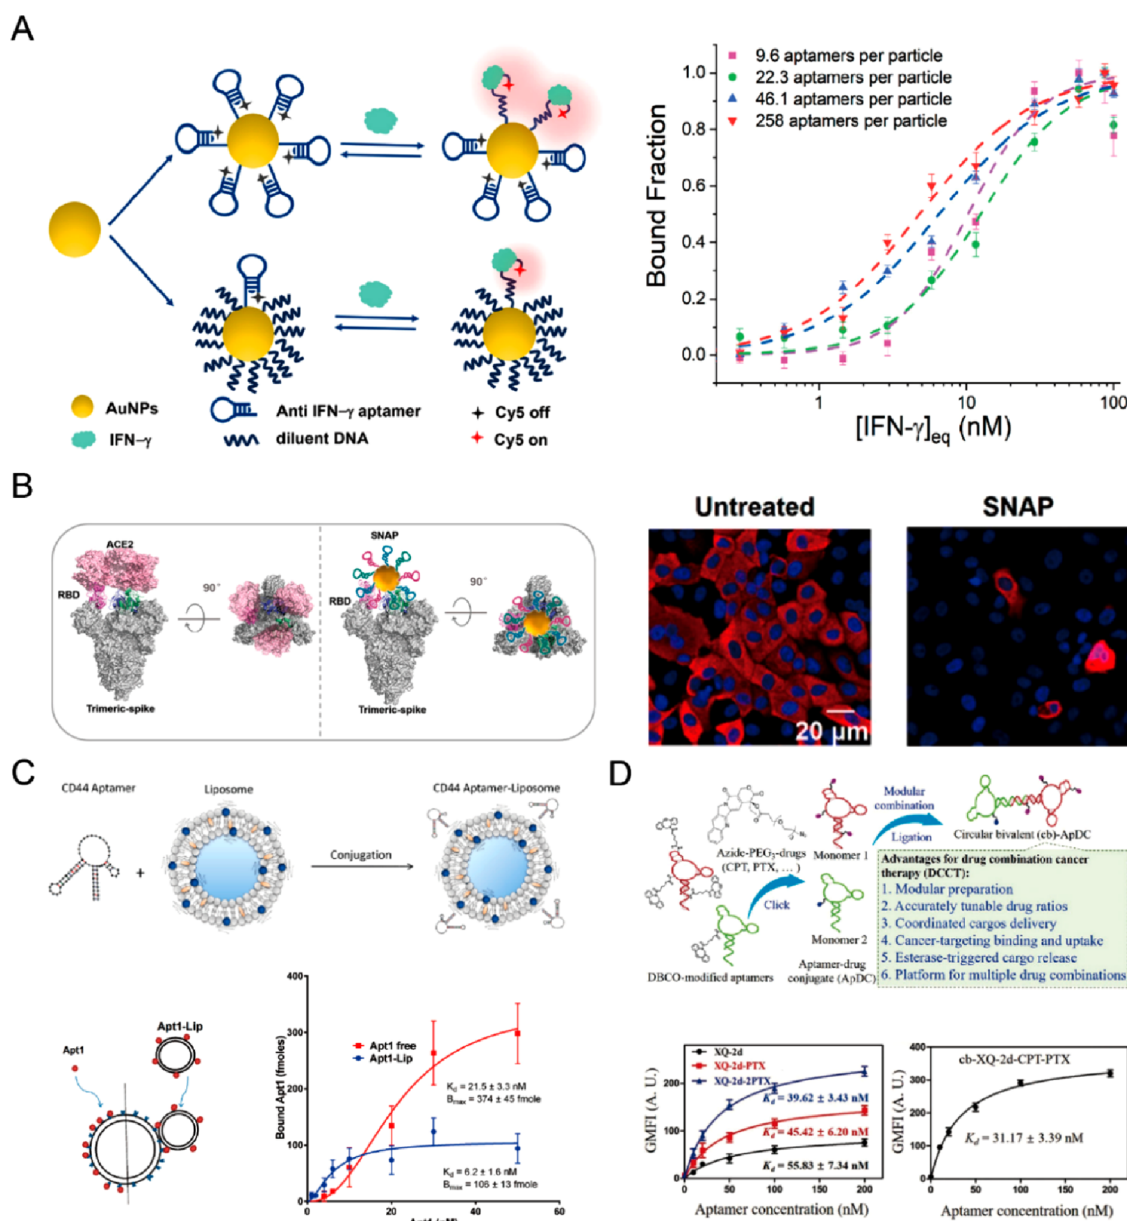 A
9.6 aptamers per particle
22.3 aptamers per particle
46.1 aptamers per particle
258 aptamers per particle
Bound Fraction
1.0
0.8
0.6
0.4
0.2
0.0
1
10
100
[IFN-γ]eq (nM)
AuNPs
IFN-γ
Anti IFN-γ aptamer
diluent DNA
Cy5 off
Cy5 on
B
ACE2
RBD
90°
Trimeric-spike
SNAP
RBD
90°
Trimeric-spike
Untreated
20 μm
SNAP
C
CD44 Aptamer
Liposome
CD44 Aptamer-Liposome
+
Conjugation
Apt1
Apt1-Lip
Bound Apt1 (fmoles)
400
300
200
100
0
Apt1 free
Apt1-Lip
Kd = 21.5 ± 3.3 nM
Bmax = 374 ± 45 fmole
Kd = 6.2 ± 1.6nM
Bmax = 106 ± 13 fmole
0
20
40
60
Apt1 (nM)
D
Azide-PEG2-drugs
(CPT, PTX, ...)
Click
DBCO-modified aptamers
Monomer 1
Monomer 2
Aptamer-drug
conjugate (ApDC)
Modular
combination
Ligation
Circular bivalent (cb)-ApDC
Advantages for drug combination cancer
therapy (DCCT):
1. Modular preparation
2. Accurately tunable drug ratios
3. Coordinated cargos delivery
4. Cancer-targeting binding and uptake
5. Esterase-triggered cargo release
6. Platform for multiple drug combinations
GMFI (A. U.)
200
100
0
XQ-2d
XQ-2d-PTX
XQ-2d-2PTX
Kd = 39.62 ± 3.43 nM
Kd = 45.42 ± 6.20 nM
Kd = 55.83 ± 7.34 nM
0
50
100
150
200
Aptamer concentration (nM)
GMFI (A. U.)
400
300
200
100
0
cb-XQ-2d-CPT-PTX
Kd = 31.17 ± 3.39 nM
0
50
100
150
200
Aptamer concentration (nM)